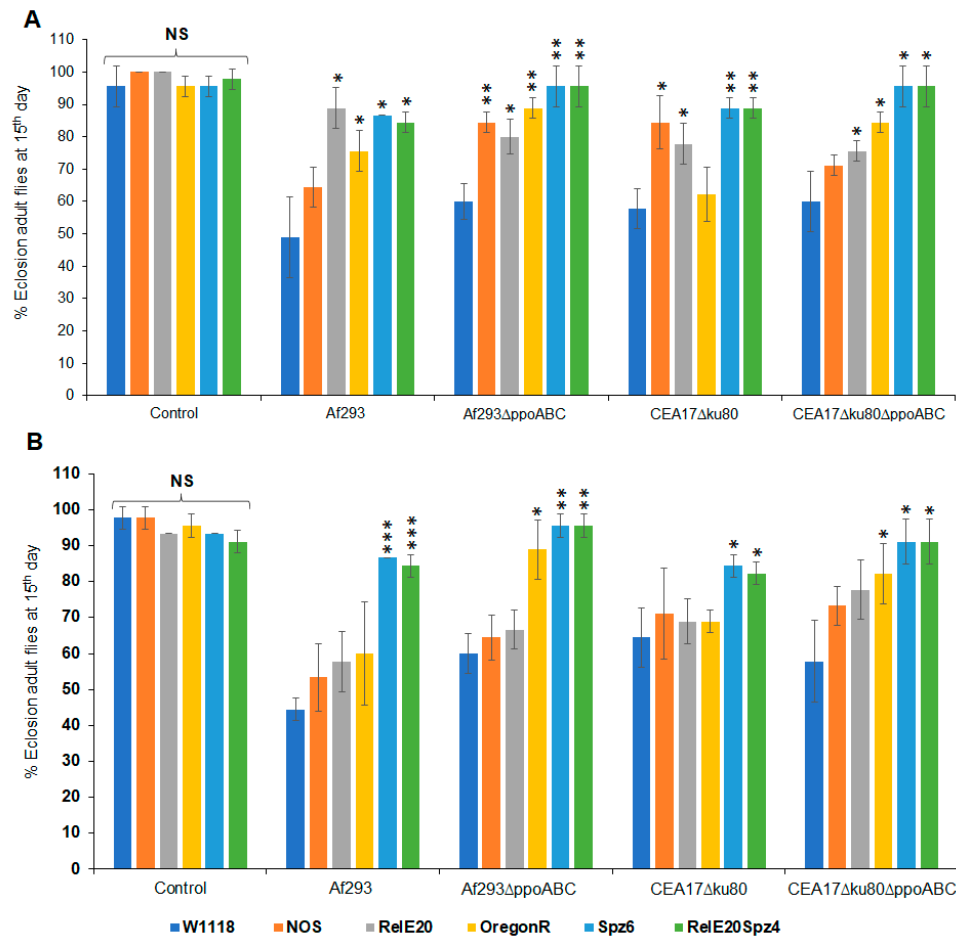 A
NS
% Eclosion adult flies at 15th day
110
100
90
80
70
60
50
40
30
20
10
0
* * * *
** * ** ** **
* * ** **
* * * *
Control Af293 Af293ΔppoABC CEA17Δku80 CEA17Δku80ΔppoABC
B
NS
% Eclosion adult flies at 15th day
110
100
90
80
70
60
50
40
30
20
10
0
*** ***
* ** **
* *
* * *
Control Af293 Af293ΔppoABC CEA17Δku80 CEA17Δku80ΔppoABC
W1118 NOS RelE20 OregonR Spz6 RelE20Spz4